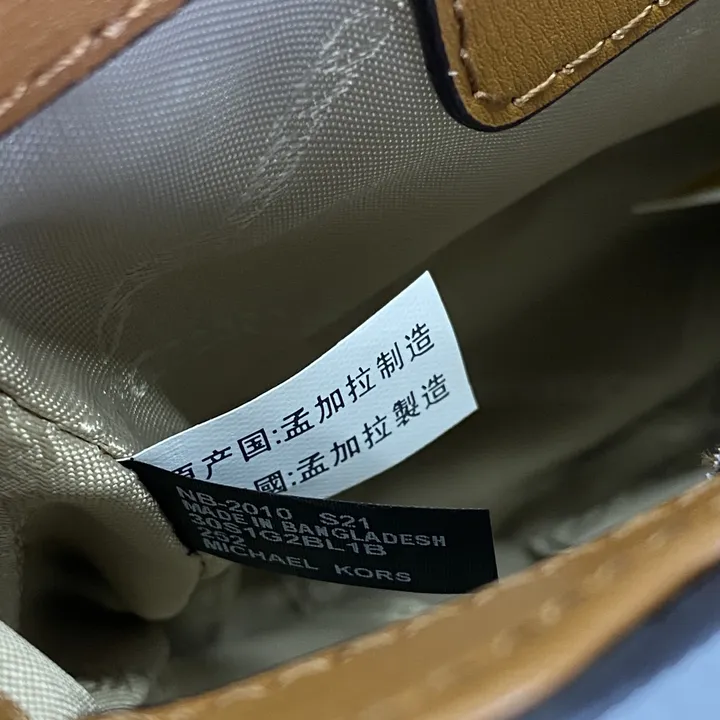 原产国:孟加拉制造
國:孟加拉製造
NB-2010 S21
MADE IN BANGLADESH
30S1G2BL1B
252
MICHAEL KORS